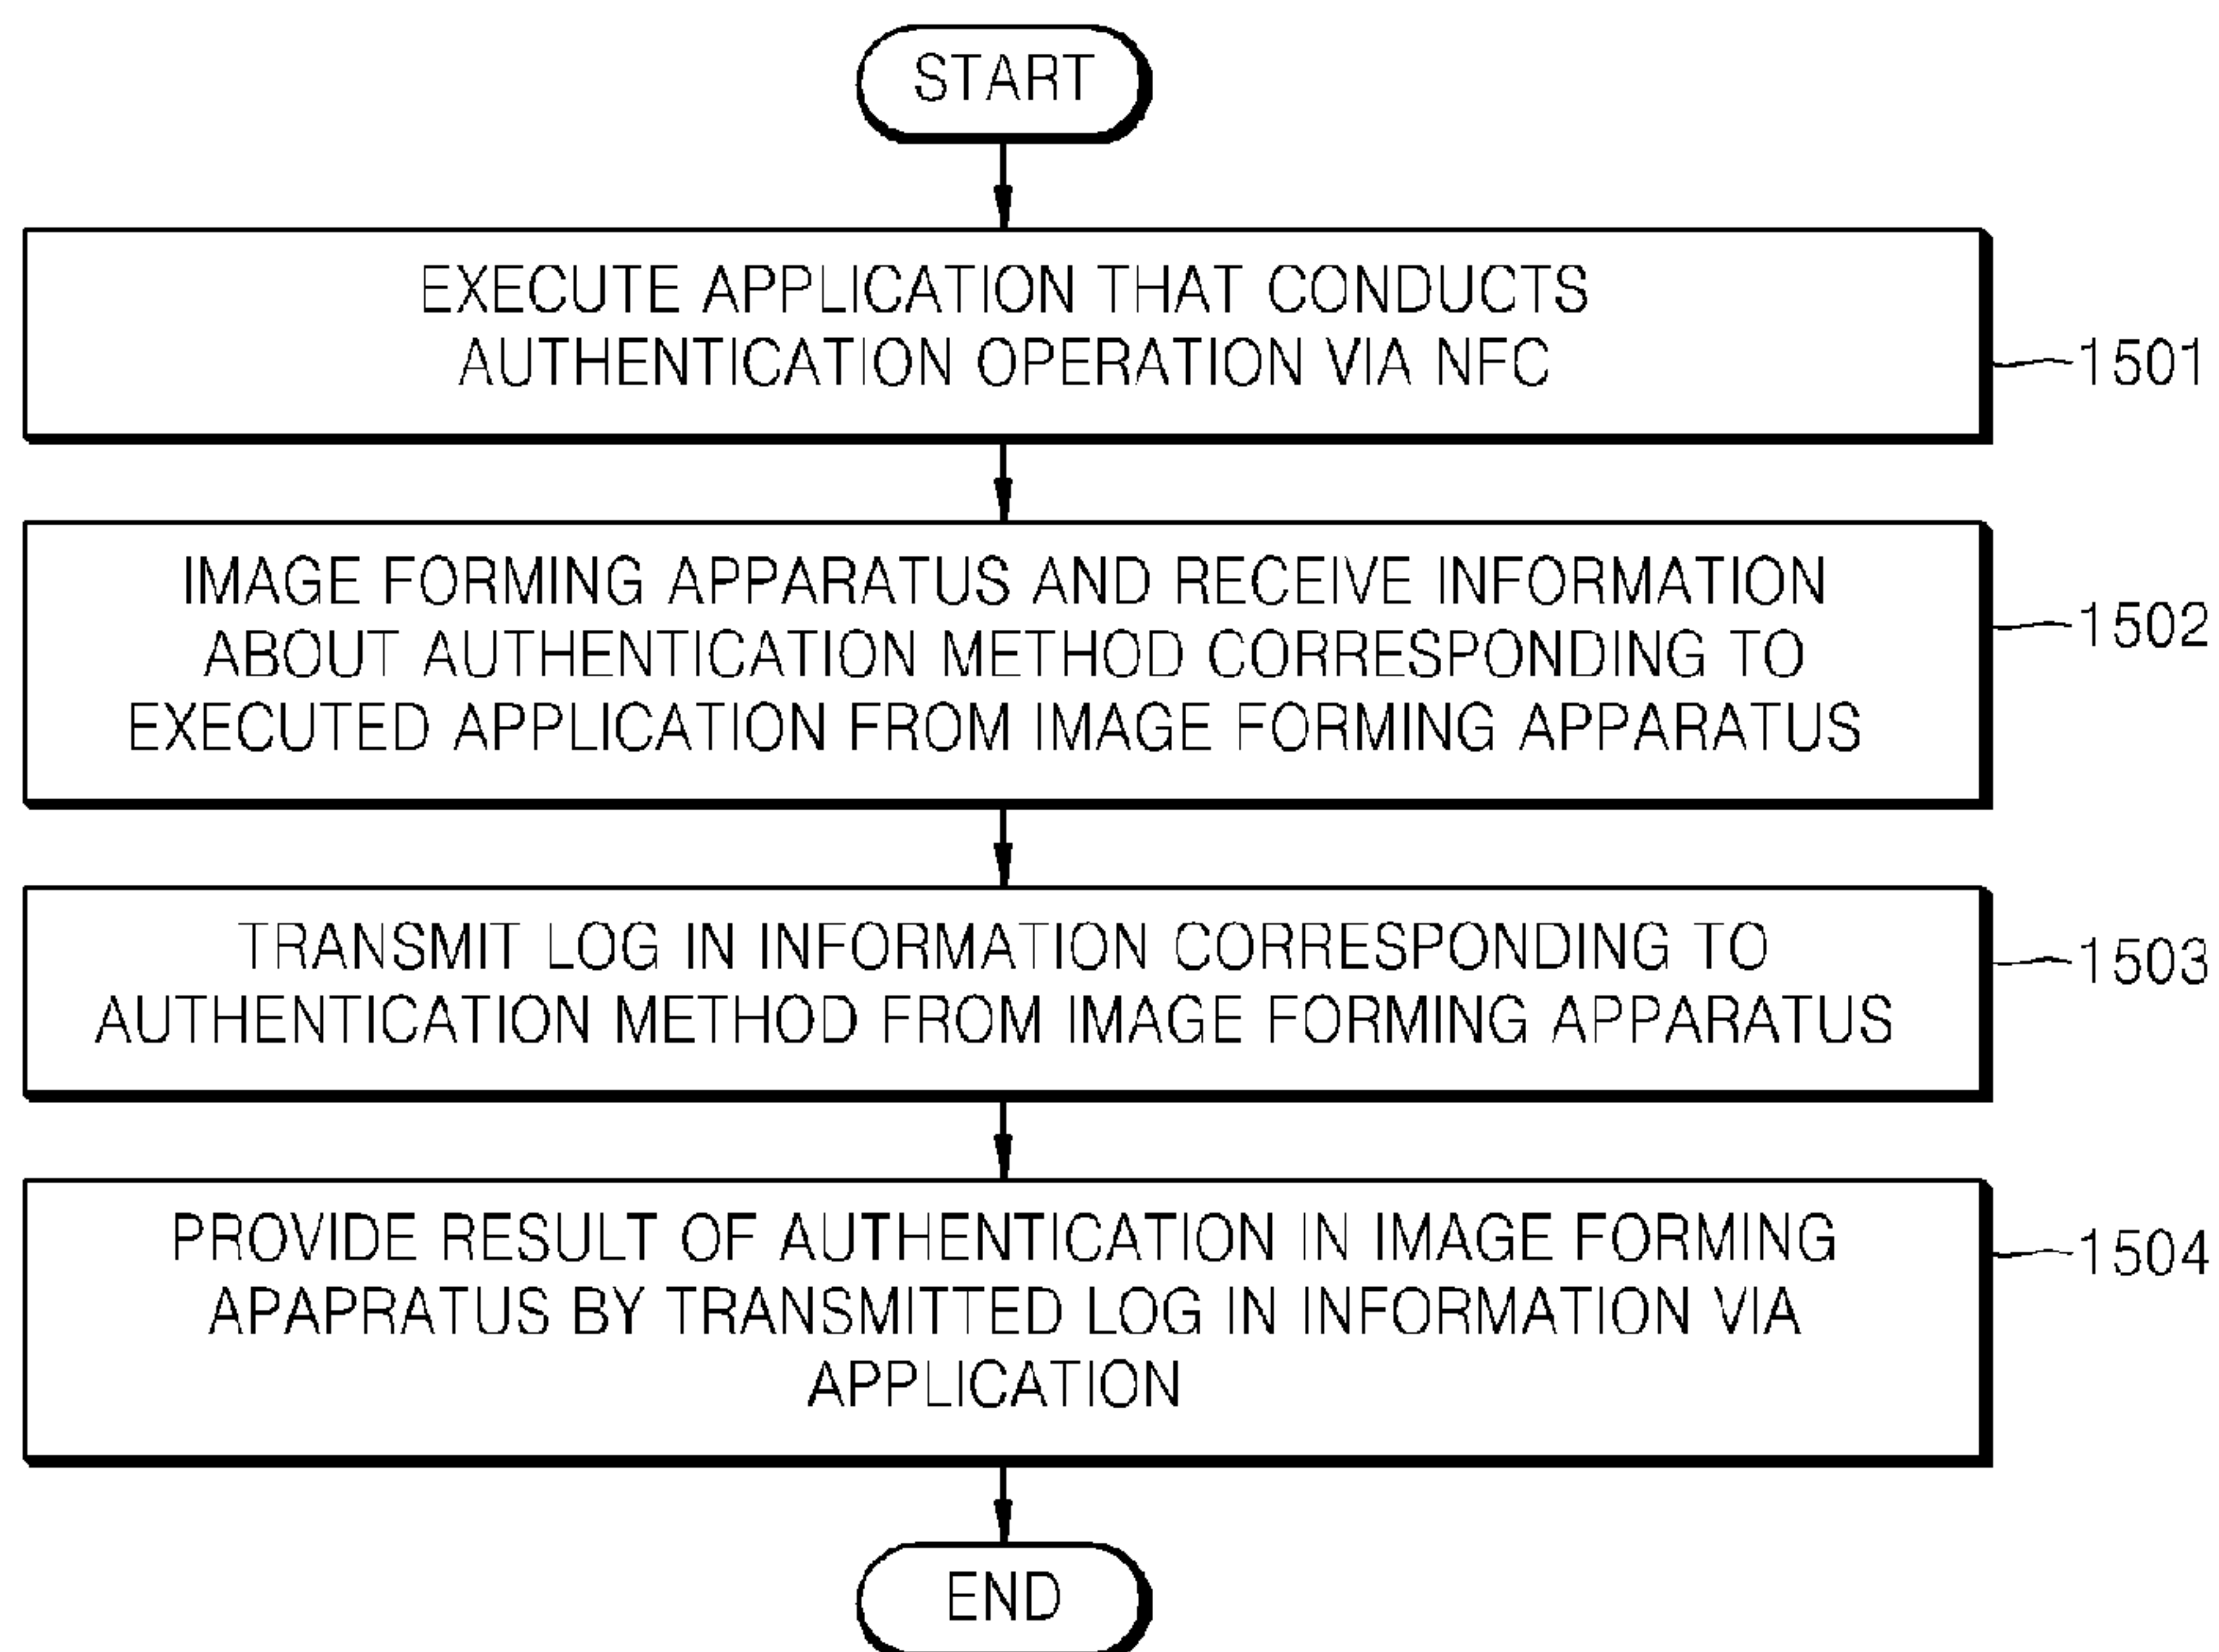 START
EXECUTE APPLICATION THAT CONDUCTS
AUTHENTICATION OPERATION VIA NFC
1501
IMAGE FORMING APPARATUS AND RECEIVE INFORMATION
ABOUT AUTHENTICATION METHOD CORRESPONDING TO
EXECUTED APPLICATION FROM IMAGE FORMING APPARATUS
1502
TRANSMIT LOG IN INFORMATION CORRESPONDING TO
AUTHENTICATION METHOD FROM IMAGE FORMING APPARATUS
1503
PROVIDE RESULT OF AUTHENTICATION IN IMAGE FORMING
APAPRATUS BY TRANSMITTED LOG IN INFORMATION VIA
APPLICATION
1504
END